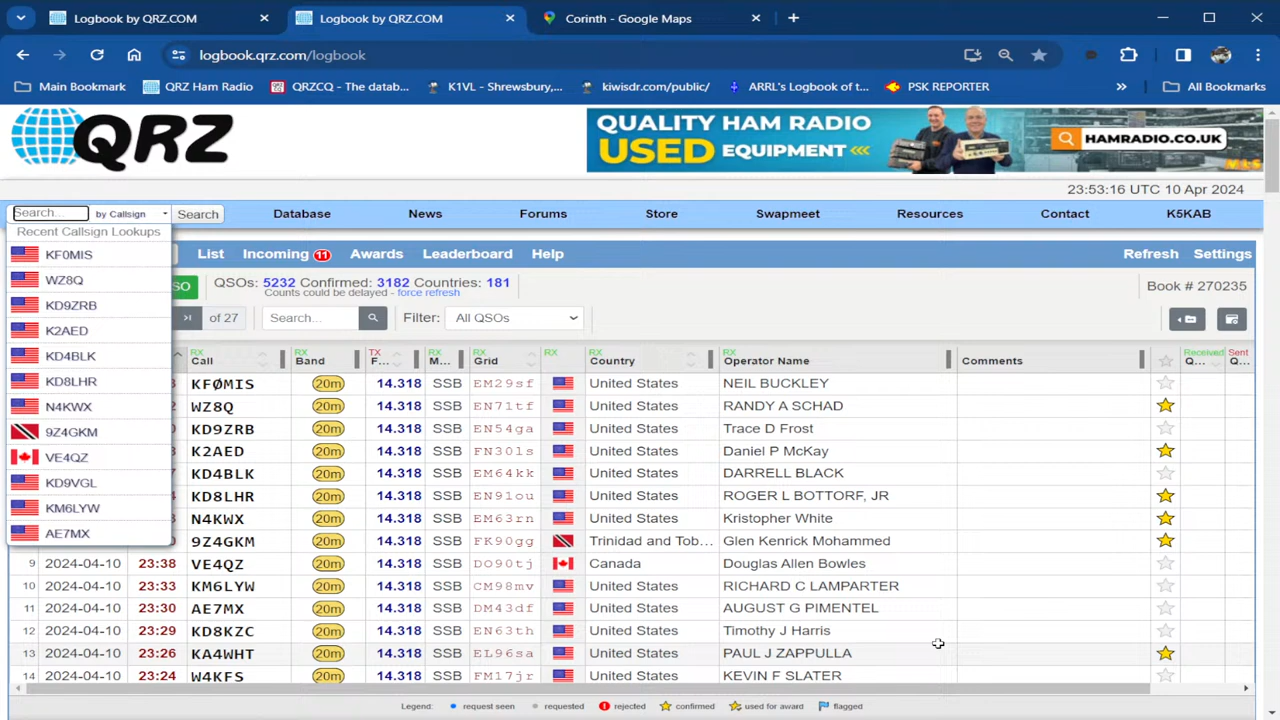 Logbook by QRZ.COM
Logbook by QRZ.COM
Corinth - Google Maps
logbook.qrz.com/logbook
Main Bookmark
QRZ Ham Radio
QRZCQ - The datab...
K1VL - Shrewsbury,...
kiwisdr.com/public/
ARRL's Logbook of t...
PSK REPORTER
»
All Bookmarks
QRZ
QUALITY HAM RADIO
USED EQUIPMENT <<<
HAMRADIO.CO.UK
MLS
23:53:16 UTC 10 Apr 2024
Search... by Callsign Search Database News Forums Store Swapmeet Resources Contact K5KAB
Recent Callsign Lookups
KF0MIS
WZ8Q
KD9ZRB
K2AED
KD4BLK
KD8LHR
N4KWX
9Z4GKM
VE4QZ
KD9VGL
KM6LYW
AE7MX
List Incoming 11 Awards Leaderboard Help Refresh Settings
SO QSOs: 5232 Confirmed: 3182 Countries: 181 Book # 270235
Counts could be delayed - force refresh
of 27 Search... Filter: All QSOs
RX Call RX Band TX F... RX M... RX Grid RX RX Country RX Operator Name Comments Received Q... Sent Q...
KFØMIS 20m 14.318 SSB EM29sf United States NEIL BUCKLEY
WZ8Q 20m 14.318 SSB EN71tf United States RANDY A SCHAD
KD9ZRB 20m 14.318 SSB EN54ga United States Trace D Frost
K2AED 20m 14.318 SSB FN30ls United States Daniel P McKay
KD4BLK 20m 14.318 SSB EM64kk United States DARRELL BLACK
KD8LHR 20m 14.318 SSB EN91ou United States ROGER L BOTTORF, JR
N4KWX 20m 14.318 SSB EM63rn United States Kristopher White
9Z4GKM 20m 14.318 SSB FK90gg Trinidad and Tob... Glen Kenrick Mohammed
9 2024-04-10 23:38 VE4QZ 20m 14.318 SSB DO90tj Canada Douglas Allen Bowles
10 2024-04-10 23:33 KM6LYW 20m 14.318 SSB CM98mv United States RICHARD C LAMPARTER
11 2024-04-10 23:30 AE7MX 20m 14.318 SSB DM43df United States AUGUST G PIMENTEL
12 2024-04-10 23:29 KD8KZC 20m 14.318 SSB EN63th United States Timothy J Harris
13 2024-04-10 23:26 KA4WHT 20m 14.318 SSB EL96sa United States PAUL J ZAPPULLA
14 2024-04-10 23:24 W4KFS 20m 14.318 SSB FM17jr United States KEVIN F SLATER
Legend: request seen requested rejected confirmed used for award flagged